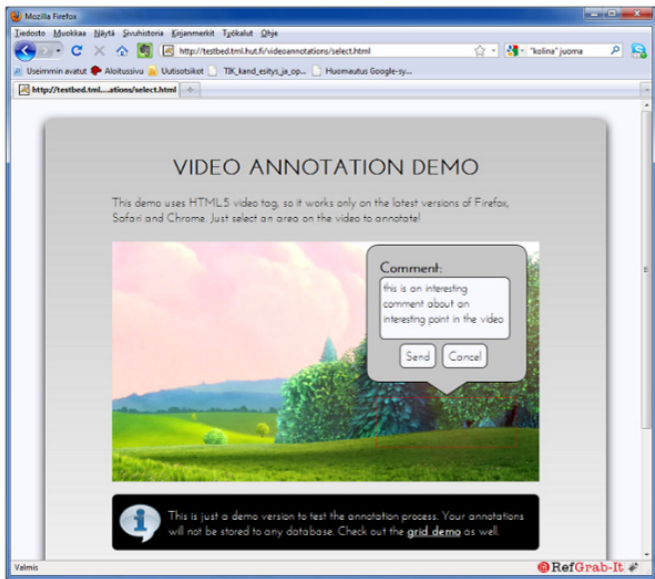 Mozilla Firefox
Tiedosto Muokkaa Näytä Sivuhistoria Kirjanmerkit Työkalut Ohje
http://testbed.tml.hut.fi/videoannotations/select.html
"kolina" juoma
Useimmin avatut Aloitussivu Uutisotsikot TIK_kand_esitys_ja_op... Huomautus Google-sy...
http://testbed.tml....ations/select.html
VIDEO ANNOTATION DEMO
This demo uses HTML5 video tag, so it works only on the latest versions of Firefox,
Safari and Chrome. Just select an area on the video to annotate!
Comment:
this is an interesting
comment about an
interesting point in the video
Send Cancel
This is just a demo version to test the annotation process. Your annotations
will not be stored to any database. Check out the grid demo as well.
Valmis
RefGrab-It